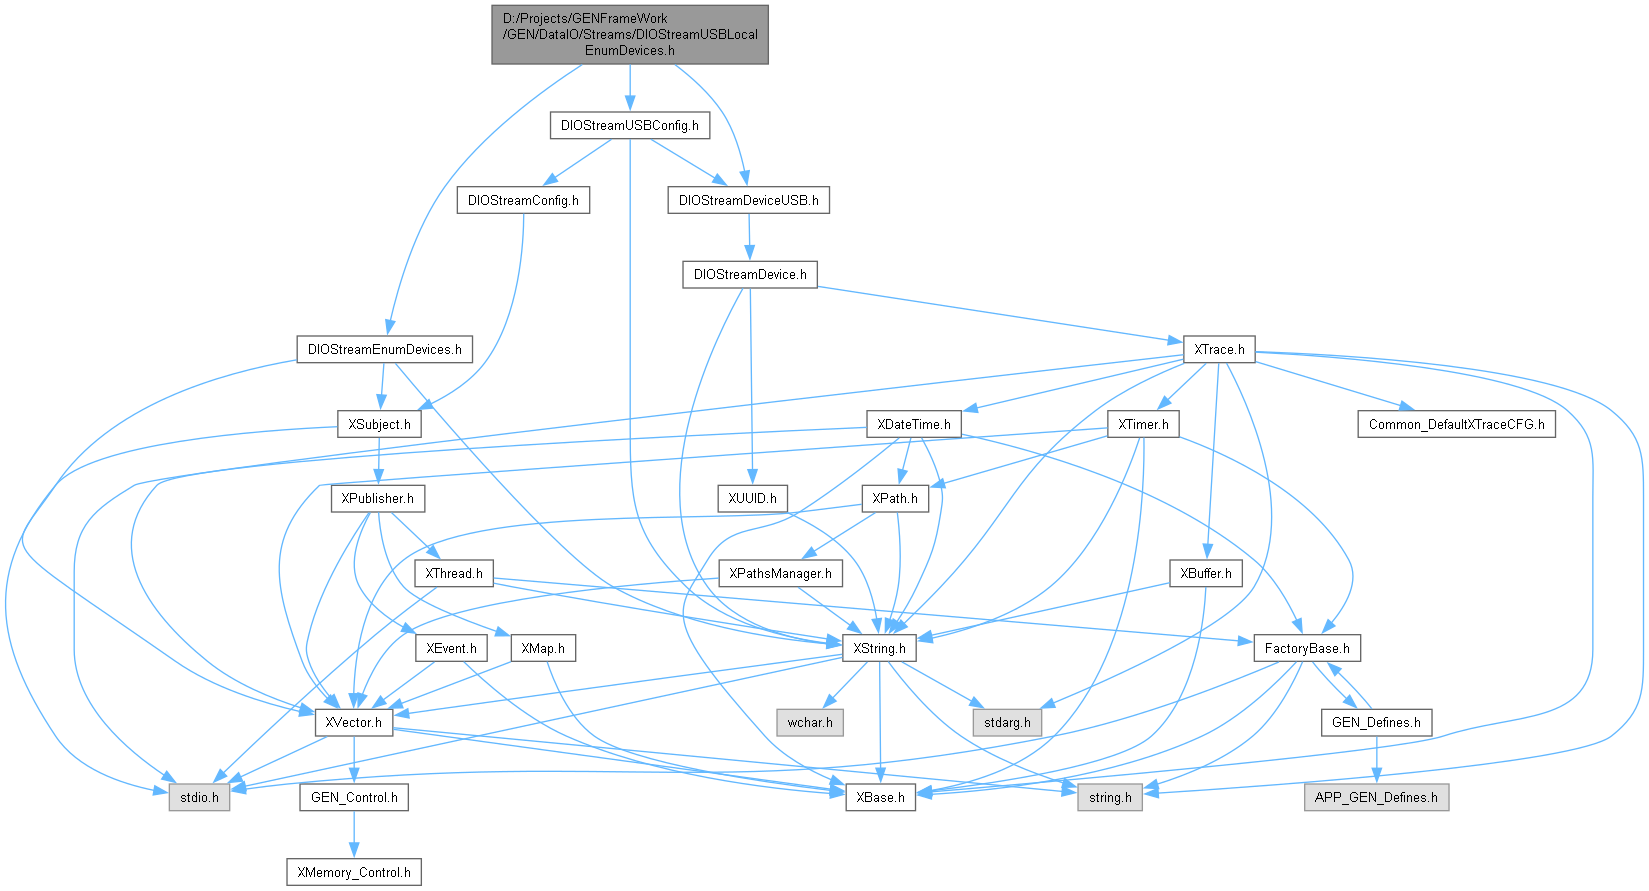 D:/Projects/GENFrameWork
/GEN/DataIO/Streams/DIOStreamUSBLocal
EnumDevices.h
DIOStreamUSBConfig.h
DIOStreamConfig.h
DIOStreamDeviceUSB.h
DIOStreamDevice.h
DIOStreamEnumDevices.h
XTrace.h
XSubject.h
XDateTime.h
XTimer.h
Common_DefaultXTraceCFG.h
XPublisher.h
XUUID.h
XPath.h
XThread.h
XPathsManager.h
XBuffer.h
XEvent.h
XMap.h
XString.h
FactoryBase.h
XVector.h
wchar.h
stdarg.h
GEN_Defines.h
stdio.h
GEN_Control.h
XBase.h
string.h
APP_GEN_Defines.h
XMemory_Control.h